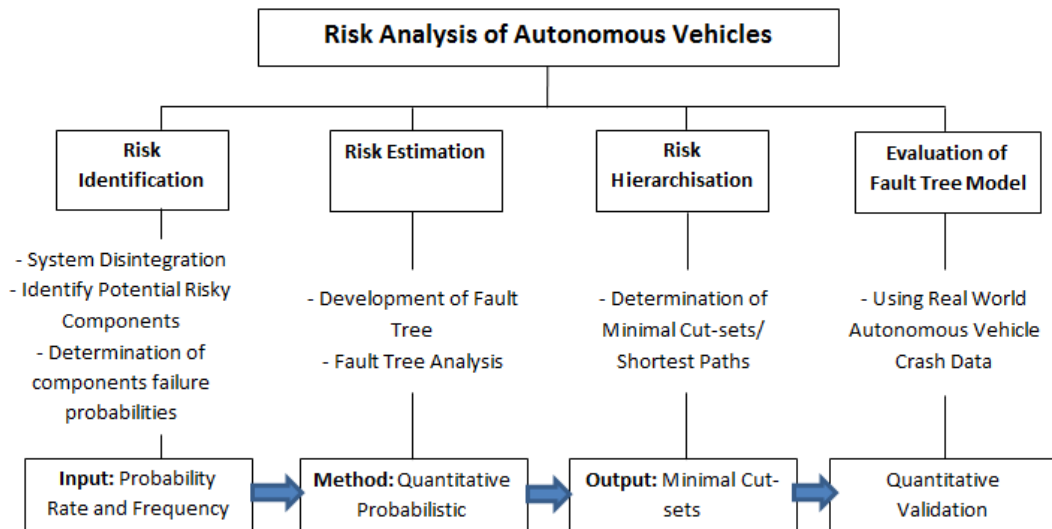 Risk Analysis of Autonomous Vehicles
Risk
Identification
Risk Estimation
Risk
Hierarchisation
Evaluation of
Fault Tree Model
- System Disintegration
- Identify Potential Risky
Components
- Determination of
components failure
probabilities
- Development of Fault
Tree
- Fault Tree Analysis
- Determination of
Minimal Cut-sets/
Shortest Paths
- Using Real World
Autonomous Vehicle
Crash Data
Input: Probability
Rate and Frequency
Method: Quantitative
Probabilistic
Output: Minimal Cut-
sets
Quantitative
Validation